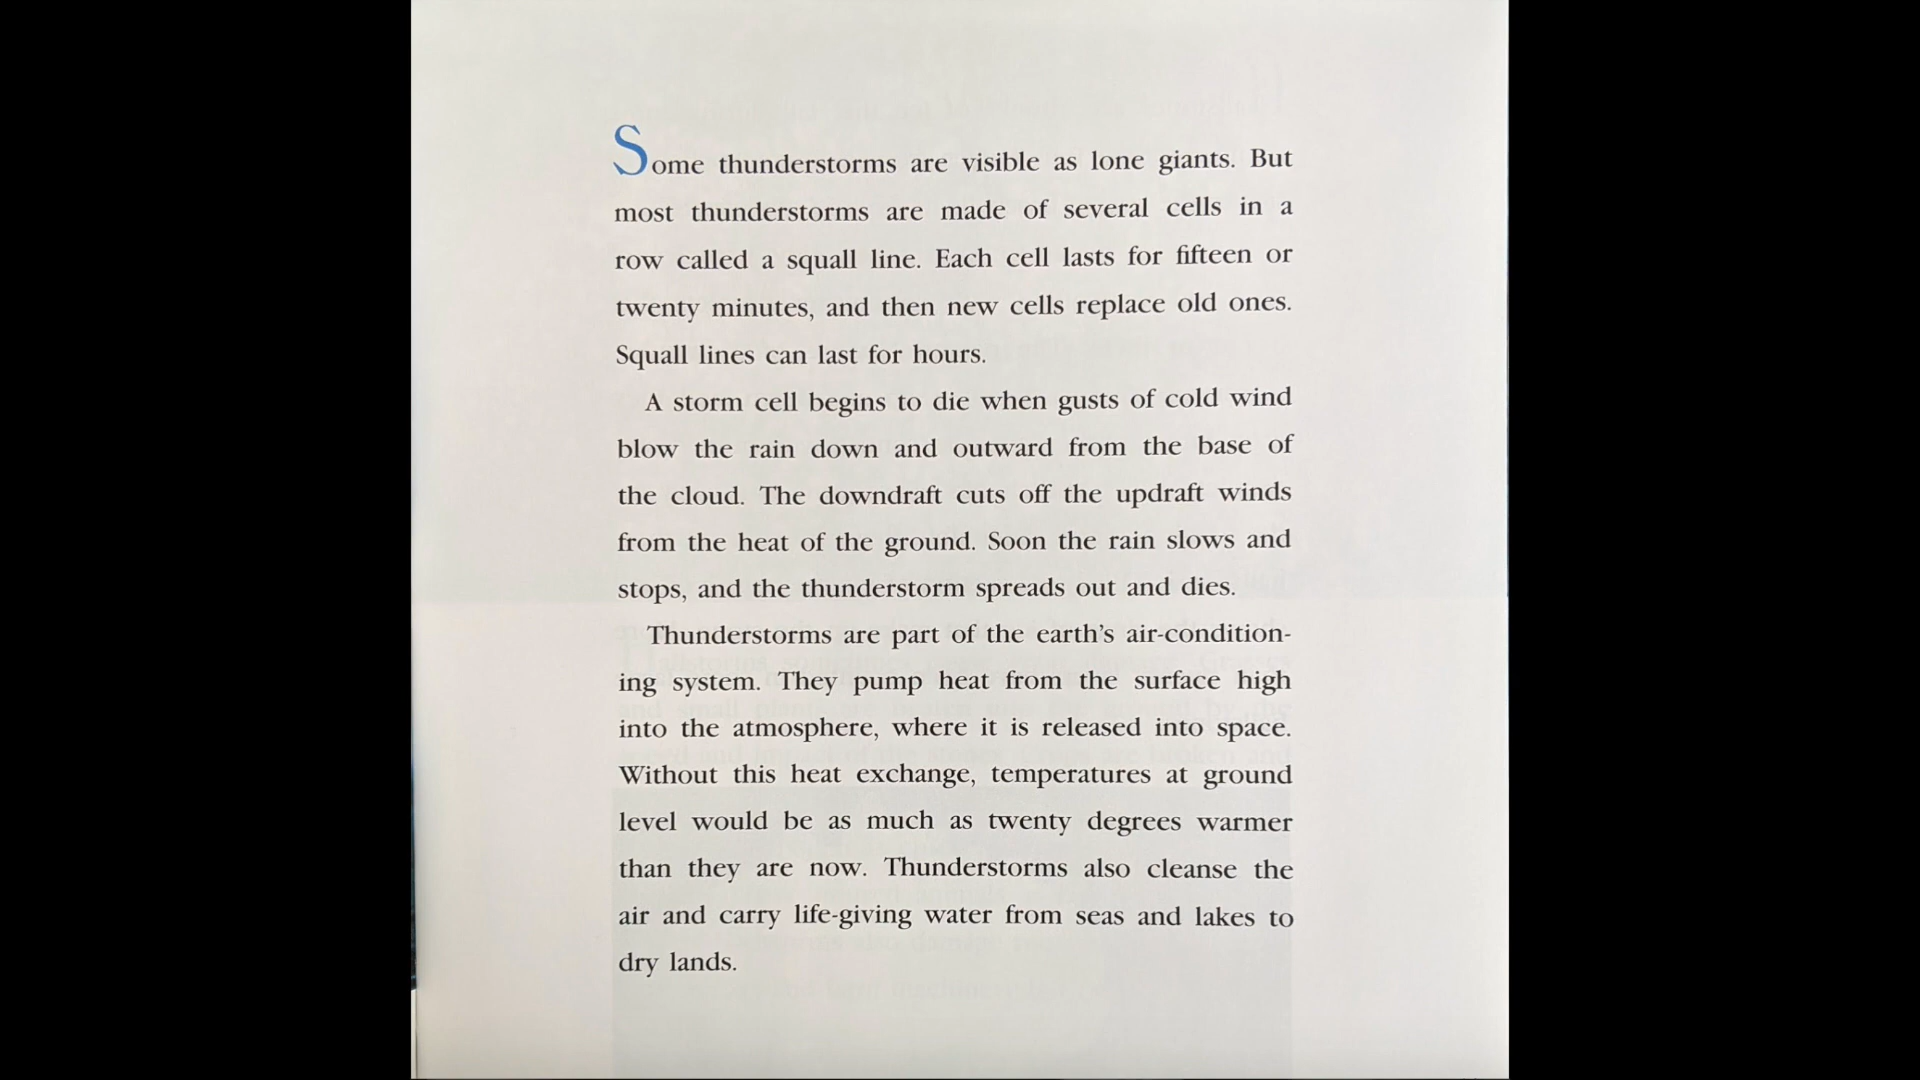 Some thunderstorms are visible as lone giants. But
most thunderstorms are made of several cells in a
row called a squall line. Each cell lasts for fifteen or
twenty minutes, and then new cells replace old ones.
Squall lines can last for hours.
A storm cell begins to die when gusts of cold wind
blow the rain down and outward from the base of
the cloud. The downdraft cuts off the updraft winds
from the heat of the ground. Soon the rain slows and
stops, and the thunderstorm spreads out and dies.
Thunderstorms are part of the earth’s air-condition-
ing system. They pump heat from the surface high
into the atmosphere, where it is released into space.
Without this heat exchange, temperatures at ground
level would be as much as twenty degrees warmer
than they are now. Thunderstorms also cleanse the
air and carry life-giving water from seas and lakes to
dry lands.